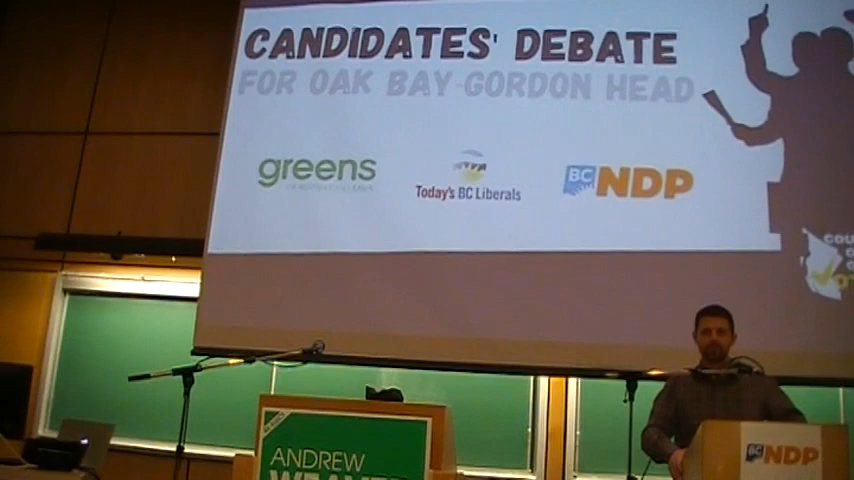 CANDIDATES' DEBATE
FOR OAK BAY-GORDON HEAD
greens
Today's BC Liberals
BC NDP
ANDREW
BC NDP